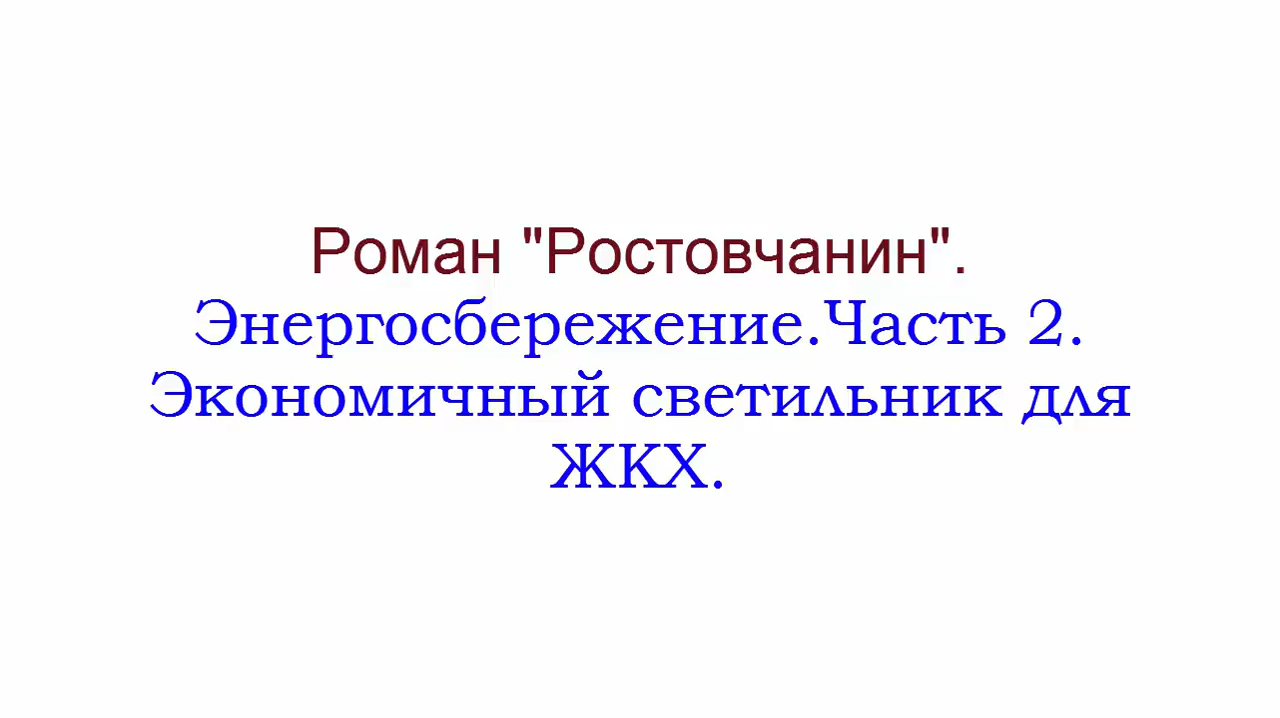 Роман "Ростовчанин".
Энергосбережение.Часть 2.
Экономичный светильник для
ЖКХ.